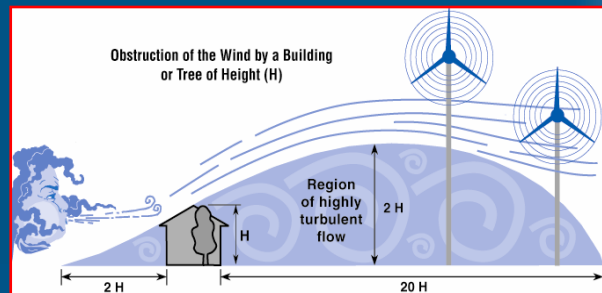 Obstruction of the Wind by a Building
or Tree of Height (H)
Region
of highly
turbulent
flow
2 H
H
2 H
20 H